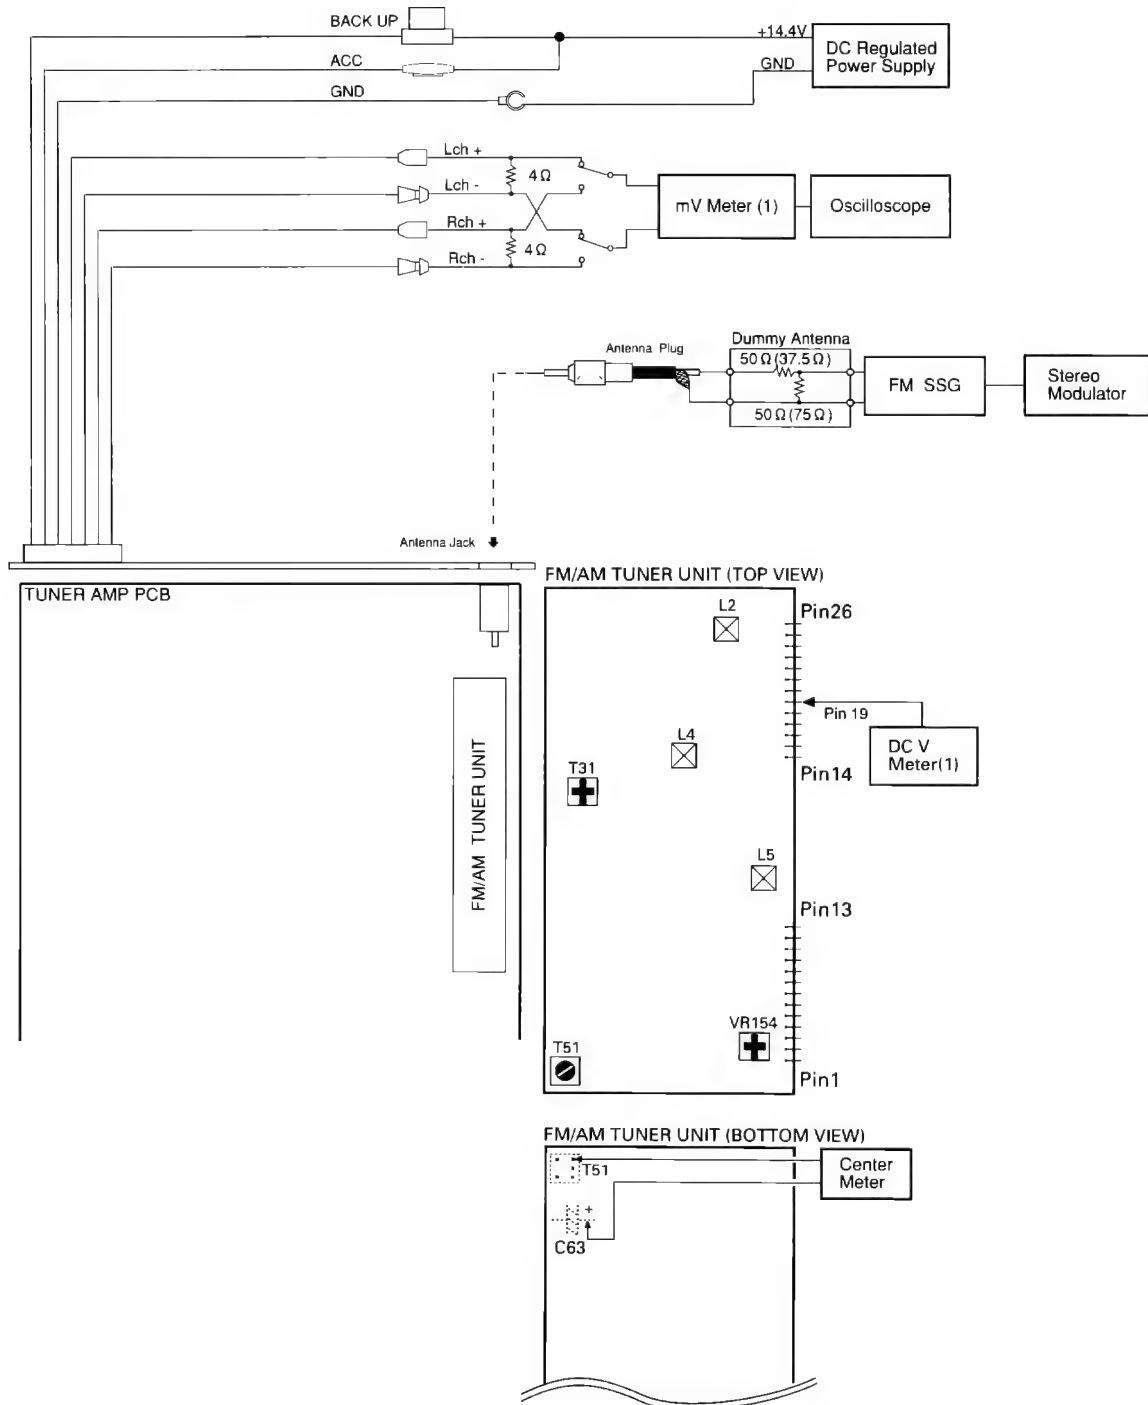 BACK UP
+14.4V
DC Regulated
Power Supply
ACC
GND
GND
Lch +
4Ω
Lch -
mV Meter (1)
Oscilloscope
Rch +
4Ω
Rch -
Dummy Antenna
Antenna Plug
50Ω(37.5Ω)
FM SSG
Stereo
Modulator
50Ω(75Ω)
Antenna Jack
FM/AM TUNER UNIT (TOP VIEW)
TUNER AMP PCB
L2
Pin26
Pin 19
FM/AM TUNER UNIT
L4
DC V
Meter(1)
T31
Pin14
L5
Pin13
VR154
T51
Pin1
FM/AM TUNER UNIT (BOTTOM VIEW)
T51
Center
Meter
+
C63